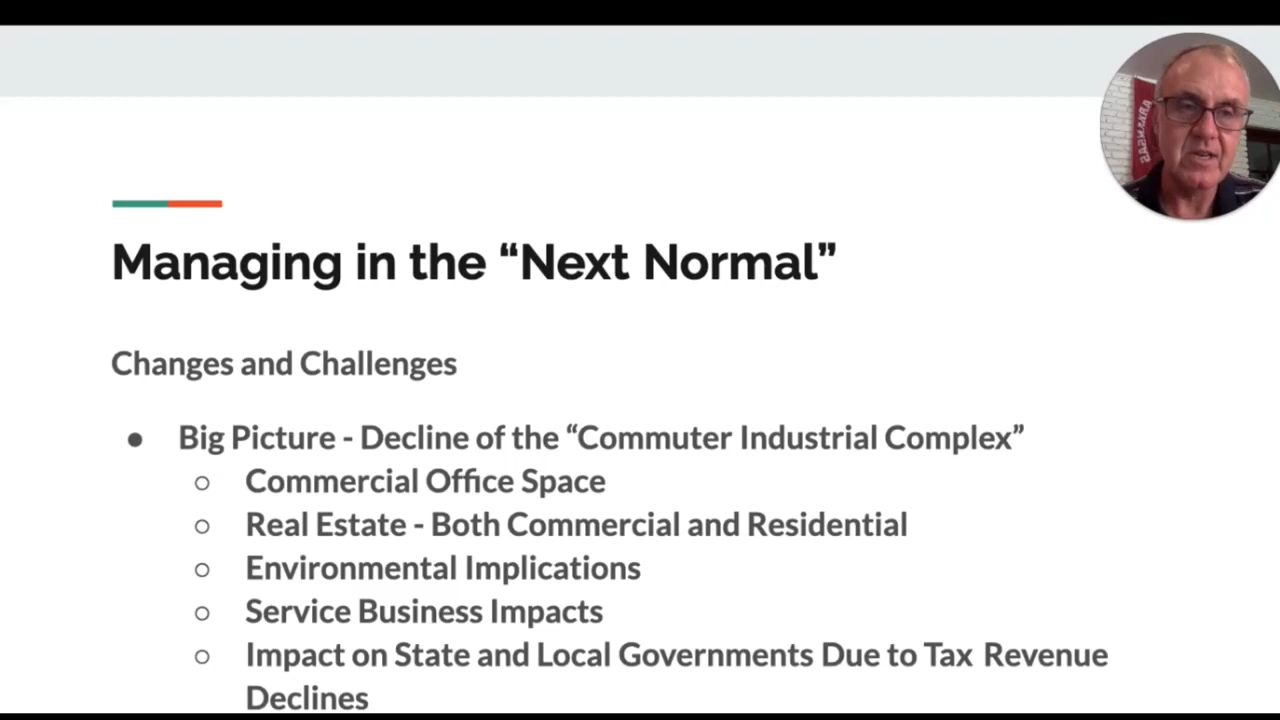 ARKANSAS
Managing in the “Next Normal”
Changes and Challenges
● Big Picture - Decline of the “Commuter Industrial Complex”
○ Commercial Office Space
○ Real Estate - Both Commercial and Residential
○ Environmental Implications
○ Service Business Impacts
○ Impact on State and Local Governments Due to Tax Revenue
Declines